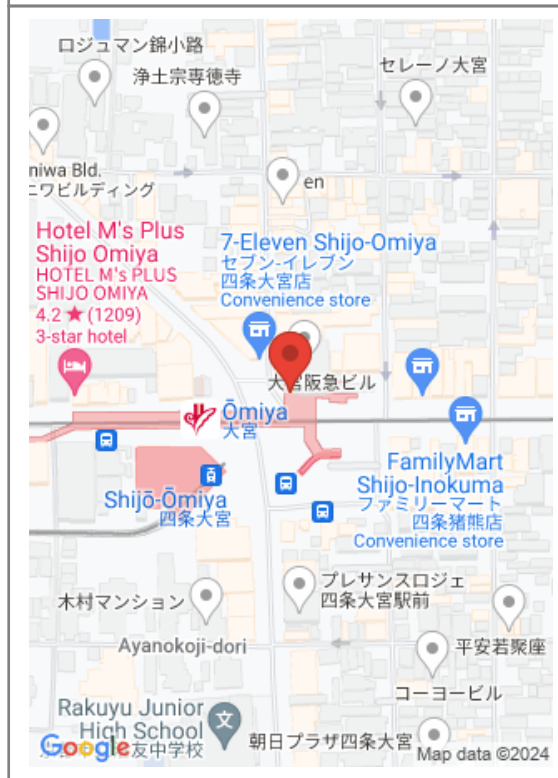 ロジュマン錦小路
浄土宗専徳寺
セレーノ大宮
niwa Bld.
ニワビルディング
en
Hotel M's Plus
Shijo Omiya
HOTEL M's PLUS
SHIJO OMIYA
4.2 ★ (1209)
3-star hotel
7-Eleven Shijo-Omiya
セブン-イレブン
四条大宮店
Convenience store
大宮阪急ビル
Ōmiya
大宮
Shijō-Ōmiya
四条大宮
FamilyMart
Shijo-Inokuma
ファミリーマート
四条猪熊店
Convenience store
木村マンション
プレサンスロジェ
四条大宮駅前
Ayanokoji-dori
平安若聚座
コーヨービル
Rakuyu Junior
High School
友中学校
文
朝日プラザ四条大宮
Google
Map data ©2024